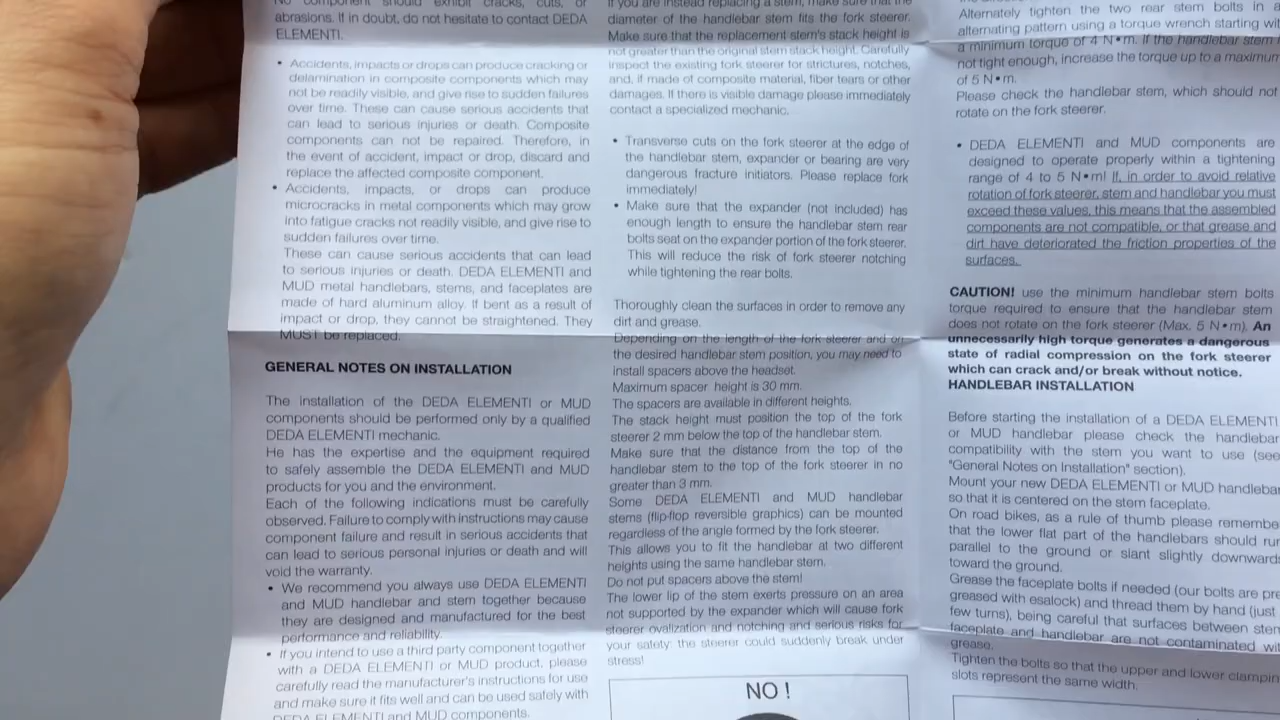 No component should exhibit cracks, cuts, or
abrasions. If in doubt, do not hesitate to contact DEDA
ELEMENTI.
• Accidents, impacts or drops can produce cracking or
delamination in composite components which may
not be readily visible, and give rise to sudden failures
over time. These can cause serious accidents that
can lead to serious injuries or death. Composite
components can not be repaired. Therefore, in
the event of accident, impact or drop, discard and
replace the affected composite component.
• Accidents, impacts, or drops can produce
microcracks in metal components which may grow
into fatigue cracks not readily visible, and give rise to
sudden failures over time.
These can cause serious accidents that can lead
to serious injuries or death. DEDA ELEMENTI and
MUD metal handlebars, stems, and faceplates are
made of hard aluminum alloy. If bent as a result of
impact or drop, they cannot be straightened. They
MUST be replaced.
GENERAL NOTES ON INSTALLATION
The installation of the DEDA ELEMENTI or MUD
components should be performed only by a qualified
DEDA ELEMENTI mechanic.
He has the expertise and the equipment required
to safely assemble the DEDA ELEMENTI and MUD
products for you and the environment.
Each of the following indications must be carefully
observed. Failure to comply with instructions may cause
component failure and result in serious accidents that
can lead to serious personal injuries or death and will
void the warranty.
• We recommend you always use DEDA ELEMENTI
and MUD handlebar and stem together because
they are designed and manufactured for the best
performance and reliability.
• If you intend to use a third party component together
with a DEDA ELEMENTI or MUD product, please
carefully read the manufacturer's instructions for use
and make sure it fits well and can be used safely with
DEDA ELEMENTI and MUD components.
If you are instead replacing a stem, make sure that the
diameter of the handlebar stem fits the fork steerer.
Make sure that the replacement stem's stack height is
not greater than the original stem stack height. Carefully
inspect the existing fork steerer for strictures, notches,
and, if made of composite material, fiber tears or other
damages. If there is visible damage please immediately
contact a specialized mechanic.
• Transverse cuts on the fork steerer at the edge of
the handlebar stem, expander or bearing are very
dangerous fracture initiators. Please replace fork
immediately!
• Make sure that the expander (not included) has
enough length to ensure the handlebar stem rear
bolts seat on the expander portion of the fork steerer.
This will reduce the risk of fork steerer notching
while tightening the rear bolts.
Thoroughly clean the surfaces in order to remove any
dirt and grease.
Depending on the length of the fork steerer and on
the desired handlebar stem position, you may need to
install spacers above the headset.
Maximum spacer height is 30 mm.
The spacers are available in different heights.
The stack height must position the top of the fork
steerer 2 mm below the top of the handlebar stem.
Make sure that the distance from the top of the
handlebar stem to the top of the fork steerer in no
greater than 3 mm.
Some DEDA ELEMENTI and MUD handlebar
stems (flip-flop reversible graphics) can be mounted
regardless of the angle formed by the fork steerer.
This allows you to fit the handlebar at two different
heights using the same handlebar stem.
Do not put spacers above the stem!
The lower lip of the stem exerts pressure on an area
not supported by the expander which will cause fork
steerer ovalization and notching and serious risks for
your safety: the steerer could suddenly break under
stress!
NO !
Alternately tighten the two rear stem bolts in
alternating pattern using a torque wrench starting
a minimum torque of 4 N•m. If the handlebar stem
not tight enough, increase the torque up to a maximum
of 5 N•m.
Please check the handlebar stem, which should not
rotate on the fork steerer.
• DEDA ELEMENTI and MUD components are
designed to operate properly within a tightening
range of 4 to 5 N•m! If, in order to avoid relative
rotation of fork steerer, stem and handlebar you must
exceed these values, this means that the assembled
components are not compatible, or that grease and
dirt have deteriorated the friction properties of the
surfaces.
CAUTION! use the minimum handlebar stem bolts
torque required to ensure that the handlebar stem
does not rotate on the fork steerer (Max. 5 N•m). An
unnecessarily high torque generates a dangerous
state of radial compression on the fork steerer
which can crack and/or break without notice.
HANDLEBAR INSTALLATION
Before starting the installation of a DEDA ELEMENTI
or MUD handlebar please check the handlebar
compatibility with the stem you want to use (see
"General Notes on Installation" section).
Mount your new DEDA ELEMENTI or MUD handlebar
so that it is centered on the stem faceplate.
On road bikes, as a rule of thumb please remembe
that the lower flat part of the handlebars should run
parallel to the ground or slant slightly downwards
toward the ground.
Grease the faceplate bolts if needed (our bolts are pre
greased with esalock) and thread them by hand (just
few turns), being careful that surfaces between stem
faceplate and handlebar are not contaminated wit
grease.
Tighten the bolts so that the upper and lower clampin
slots represent the same width.